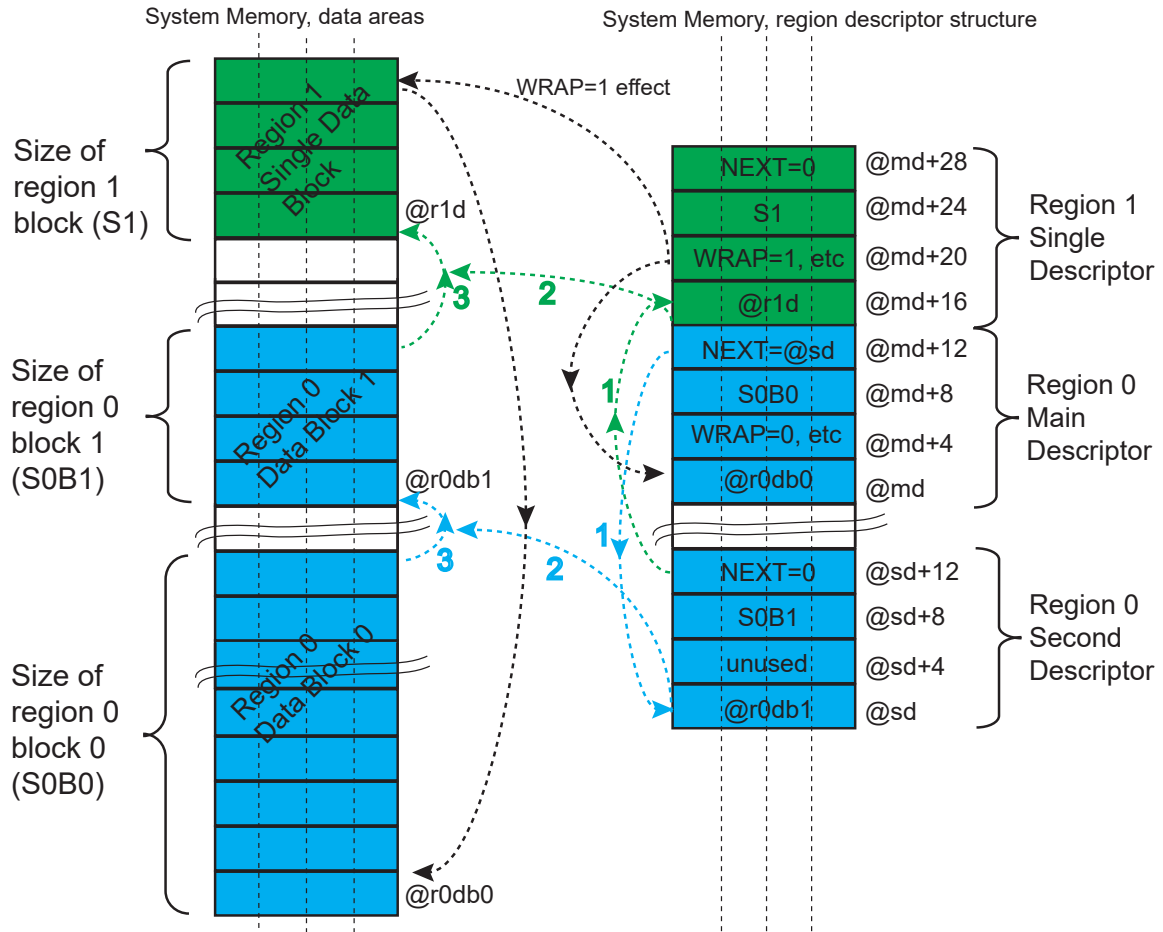 System Memory, data areas
System Memory, region descriptor structure
Size of
region 1
block (S1)
Region 1
Single Data
Block
@r1d
WRAP=1 effect
3
2
1
NEXT=0
@md+28
S1
@md+24
WRAP=1, etc
@md+20
@r1d
@md+16
Region 1
Single
Descriptor
Size of
region 0
block 1
(S0B1)
Region 0
Data Block 1
@r0db1
NEXT=@sd
@md+12
S0B0
@md+8
WRAP=0, etc
@md+4
@r0db0
@md
Region 0
Main
Descriptor
3
2
1
Size of
region 0
block 0
(S0B0)
Region 0
Data Block 0
@r0db0
NEXT=0
@sd+12
S0B1
@sd+8
unused
@sd+4
@r0db1
@sd
Region 0
Second
Descriptor